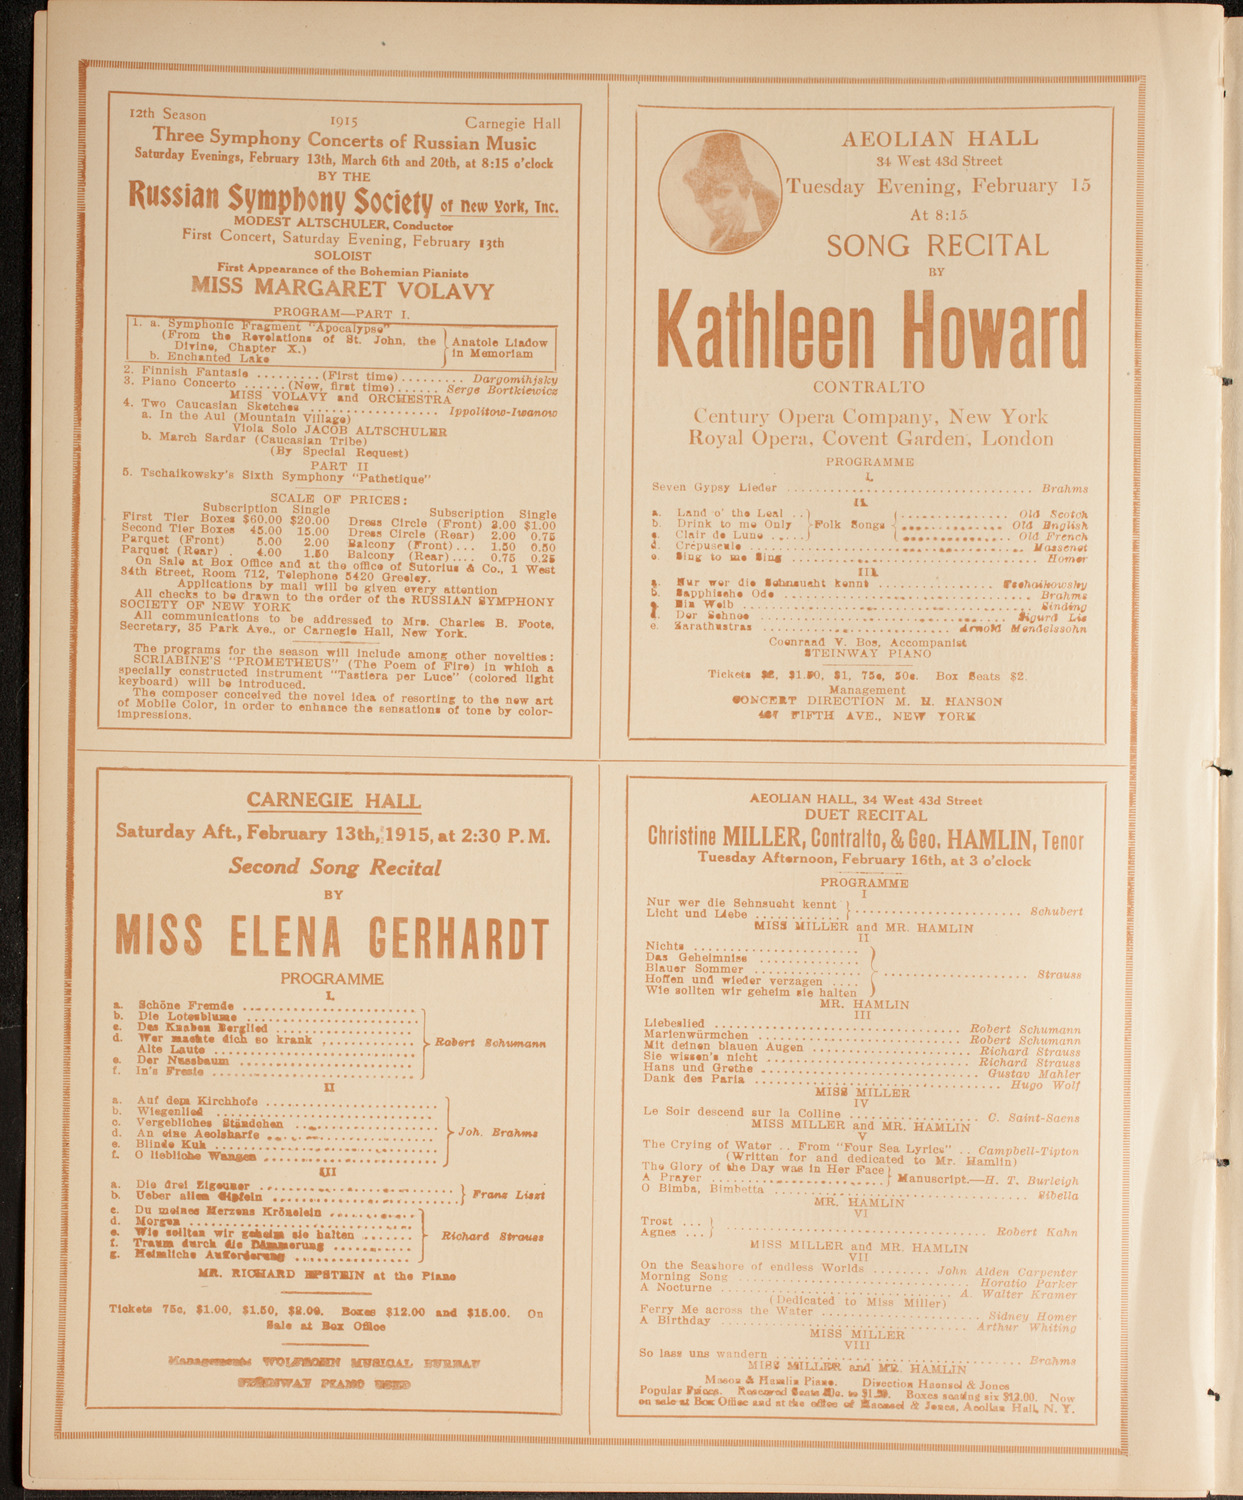 12th Season 1915 Carnegie Hall
Three Symphony Concerts of Russian Music
Saturday Evenings, February 13th, March 6th and 20th, at 8:15 o'clock
BY THE
Russian Symphony Society of New York, Inc.
MODEST ALTSCHULER, Conductor
First Concert, Saturday Evening, February 13th
SOLOIST
First Appearance of the Bohemian Pianiste
MISS MARGARET VOLAVY
PROGRAM—PART I.
1. a. Symphonic Fragment "Apocalypse"
(From the Revelations of St. John, the
Divine, Chapter X.)
b. Enchanted Lake
Anatole Liadow
in Memoriam
2. Finnish Fantasie .........(First time)......... Dargomihjsky
3. Piano Concerto ......(New, first time)...... Serge Bortkiewicz
MISS VOLAVY and ORCHESTRA
4. Two Caucasian Sketches .................. Ippolitow-Iwanow
a. In the Aul (Mountain Village)
Viola Solo JACOB ALTSCHULER
b. March Sardar (Caucasian Tribe)
(By Special Request)
PART II
5. Tschaikowsky's Sixth Symphony "Pathetique"
SCALE OF PRICES:
Subscription Single Subscription Single
First Tier Boxes $60.00 $20.00 Dress Circle (Front) 3.00 $1.00
Second Tier Boxes 45.00 15.00 Dress Circle (Rear) 2.00 0.75
Parquet (Front) 5.00 2.00 Balcony (Front)... 1.50 0.50
Parquet (Rear) . 4.00 1.50 Balcony (Rear).... 0.75 0.25
On Sale at Box Office and at the office of Sutorius & Co., 1 West
34th Street, Room 712, Telephone 5420 Greeley.
Applications by mail will be given every attention
All checks to be drawn to the order of the RUSSIAN SYMPHONY
SOCIETY OF NEW YORK
All communications to be addressed to Mrs. Charles B. Foote,
Secretary, 35 Park Ave., or Carnegie Hall, New York.
The programs for the season will include among other novelties:
SCRIABINE'S "PROMETHEUS" (The Poem of Fire) in which a
specially constructed instrument "Tastiera per Luce" (colored light
keyboard) will be introduced.
The composer conceived the novel idea of resorting to the new art
of Mobile Color, in order to enhance the sensations of tone by color-
impressions.
AEOLIAN HALL
34 West 43d Street
Tuesday Evening, February 15
At 8:15
SONG RECITAL
BY
Kathleen Howard
CONTRALTO
Century Opera Company, New York
Royal Opera, Covent Garden, London
PROGRAMME
I.
Seven Gypsy Lieder .................................. Brahms
II.
a. Land o' the Leal ..
b. Drink to me Only
c. Clair de Lune .....
Folk Songs
............... Old Scotch
............... Old English
............... Old French
d. Crepuscule ....................................... Massenet
e. Sing to me Sing .................................. Homer
III.
a. Nur wer die Sehnsucht kennt ................. Tschaikowsky
b. Sapphische Ode .................................... Brahms
c. Ein Weib .......................................... Sinding
d. Der Schnee .................................... Sigurd Lie
e. Zarathustras .......................... Arnold Mendelssohn
Coenraad V. Bos, Accompanist
STEINWAY PIANO
Tickets $2, $1.50, $1, 75c, 50c. Box Seats $2.
Management
CONCERT DIRECTION M. H. HANSON
437 FIFTH AVE., NEW YORK
CARNEGIE HALL
Saturday Aft., February 13th, 1915, at 2:30 P. M.
Second Song Recital
BY
MISS ELENA GERHARDT
PROGRAMME
I.
a. Schöne Fremde ........................
b. Die Lotosblume ........................
c. Des Knaben Berglied ...................
d. Wer machte dich so krank .............
Alte Laute ............................
e. Der Nussbaum .........................
f. In's Freie .............................
Robert Schumann
II
a. Auf dem Kirchhofe ........................
b. Wiegenlied ..............................
c. Vergebliches Ständchen ..................
d. An eine Aeolsharfe ......................
e. Blinde Kuh ..............................
f. O liebliche Wangen ......................
Joh. Brahms
III
a. Die drei Zigeuner ........................
b. Ueber allen Gipfeln ......................
Franz Liszt
c. Du meines Herzens Krönelein ............
d. Morgen ................................
e. Wie sollten wir geheim sie halten .......
f. Traum durch die Dämmerung ...........
g. Heimliche Aufforderung ................
Richard Strauss
MR. RICHARD EPSTEIN at the Piano
Tickets 75c, $1.00, $1.50, $2.00. Boxes $12.00 and $15.00. On
Sale at Box Office
Management: WOLFSOHN MUSICAL BUREAU
STEINWAY PIANO USED
AEOLIAN HALL, 34 West 43d Street
DUET RECITAL
Christine MILLER, Contralto, & Geo. HAMLIN, Tenor
Tuesday Afternoon, February 16th, at 3 o'clock
PROGRAMME
I
Nur wer die Sehnsucht kennt
Licht und Liebe ............
....................... Schubert
MISS MILLER and MR. HAMLIN
II
Nichts .......................
Das Geheimniss ..............
Blauer Sommer ...............
Hoffen und wieder verzagen ....
Wie sollten wir geheim sie halten
.................... Strauss
MR. HAMLIN
III
Liebeslied .................................. Robert Schumann
Marienwürmchen ............................. Robert Schumann
Mit deinen blauen Augen ...................... Richard Strauss
Sie wissen's nicht ............................ Richard Strauss
Hans und Grethe ............................... Gustav Mahler
Dank des Paria ................................... Hugo Wolf
MISS MILLER
IV
Le Soir descend sur la Colline .................. C. Saint-Saens
MISS MILLER and MR. HAMLIN
V
The Crying of Water .. From "Four Sea Lyrics" .. Campbell-Tipton
(Written for and dedicated to Mr. Hamlin)
The Glory of the Day was in Her Face
A Prayer ..........................
Manuscript.—H. T. Burleigh
O Bimba, Bimbetta ................................... Sibella
MR. HAMLIN
VI
Trost ...
Agnes ...
..................................... Robert Kahn
MISS MILLER and MR. HAMLIN
VII
On the Seashore of endless Worlds ........ John Alden Carpenter
Morning Song .................................. Horatio Parker
A Nocturne .................................. A. Walter Kramer
(Dedicated to Miss Miller)
Ferry Me across the Water ....................... Sidney Homer
A Birthday .................................. Arthur Whiting
MISS MILLER
VIII
So lass uns wandern .................................. Brahms
MISS MILLER and MR. HAMLIN
Mason & Hamlin Piano. Direction Haensel & Jones
Popular Prices. Reserved Seats 50c. to $1.50. Boxes seating six $12.00. Now
on sale at Box Office and at the office of Haensel & Jones, Aeolian Hall, N. Y.